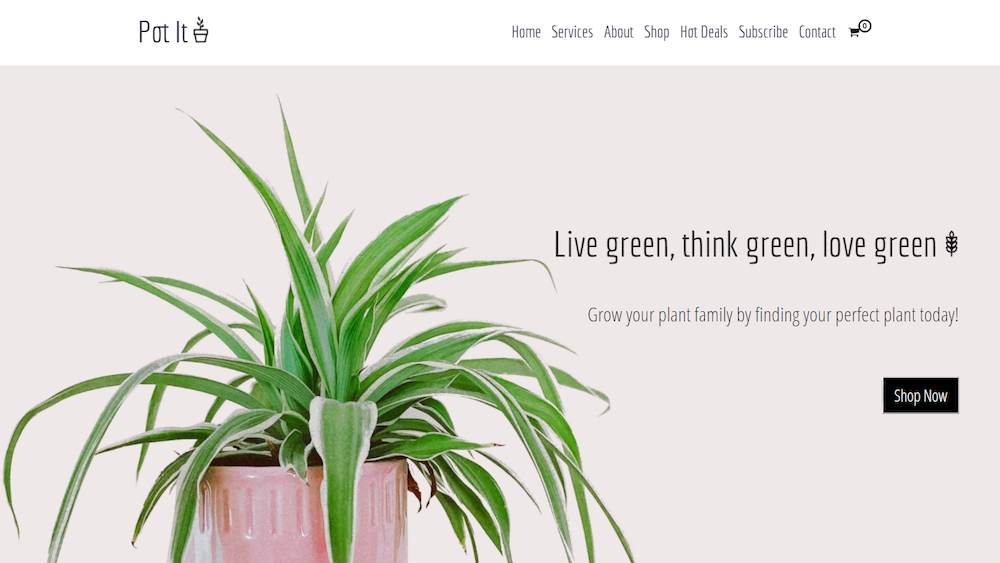 Pot It
Home Services About Shop Hot Deals Subscribe Contact 0
Live green, think green, love green
Grow your plant family by finding your perfect plant today!
Shop Now